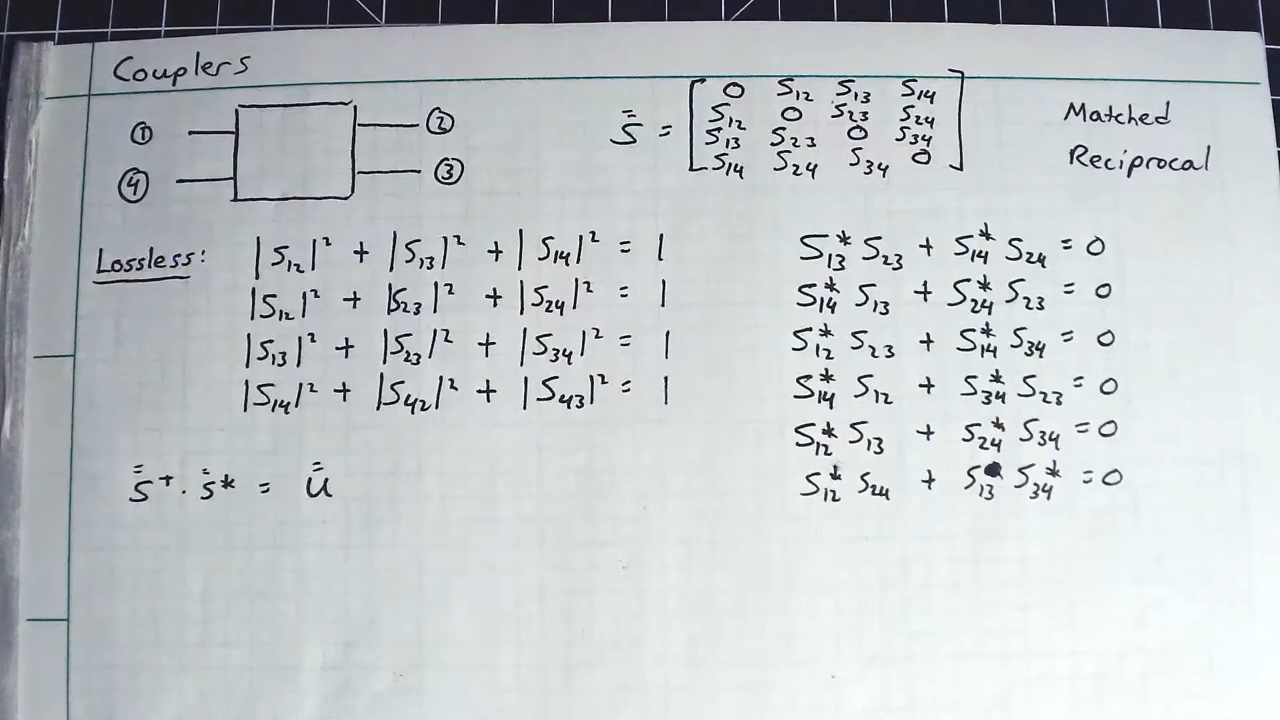 Couplers
① ②
④ ③
S̿ = [ 0 S₁₂ S₁₃ S₁₄
S₁₂ 0 S₂₃ S₂₄
S₁₃ S₂₃ 0 S₃₄
S₁₄ S₂₄ S₃₄ 0 ]
Matched
Reciprocal
Lossless: |S₁₂|² + |S₁₃|² + |S₁₄|² = 1
|S₁₂|² + |S₂₃|² + |S₂₄|² = 1
|S₁₃|² + |S₂₃|² + |S₃₄|² = 1
|S₁₄|² + |S₄₂|² + |S₄₃|² = 1
S̿⁺ · S̿* = U̿
S₁₃* S₂₃ + S₁₄* S₂₄ = 0
S₁₄* S₁₃ + S₂₄* S₂₃ = 0
S₁₂* S₂₃ + S₁₄* S₃₄ = 0
S₁₄* S₁₂ + S₃₄* S₂₃ = 0
S₁₂* S₁₃ + S₂₄* S₃₄ = 0
S₁₂* S₂₄ + S₁₃ S₃₄* = 0